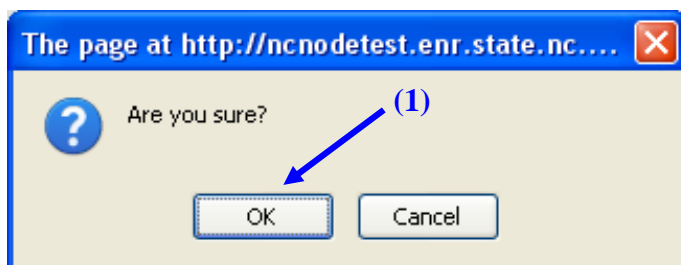 The page at http://ncnodetest.enr.state.nc....
Are you sure?
(1)
OK
Cancel